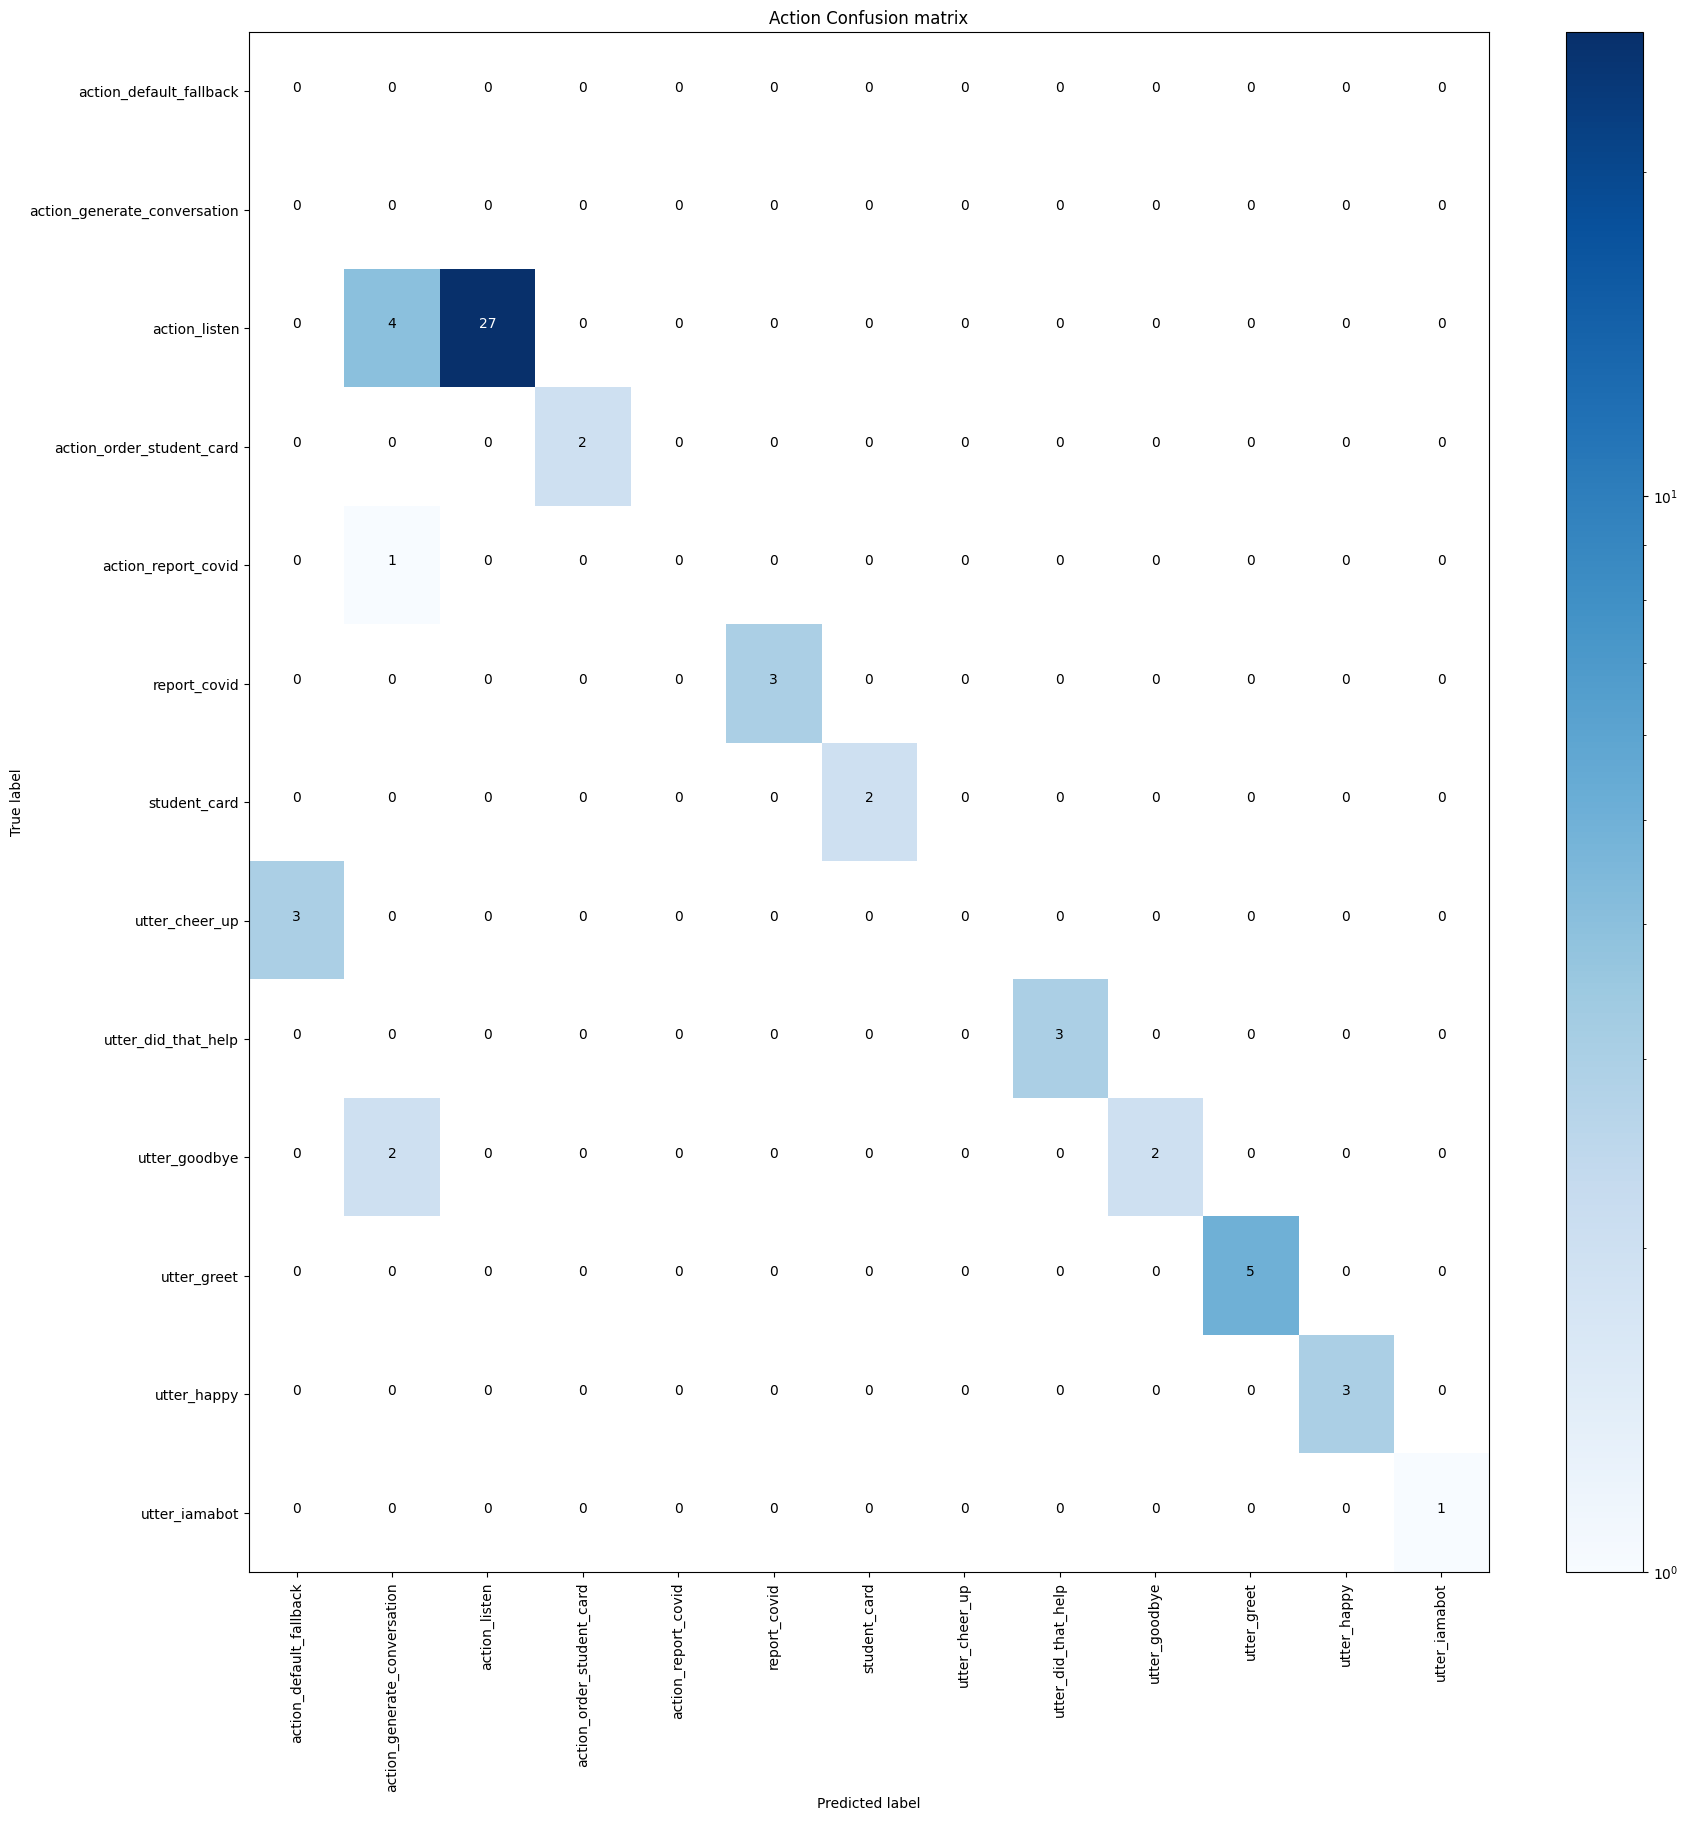 Action Confusion matrix
action_default_fallback 0 0 0 0 0 0 0 0 0 0 0 0 0
action_generate_conversation 0 0 0 0 0 0 0 0 0 0 0 0 0
action_listen 0 4 27 0 0 0 0 0 0 0 0 0 0
action_order_student_card 0 0 0 2 0 0 0 0 0 0 0 0 0
action_report_covid 0 1 0 0 0 0 0 0 0 0 0 0 0
report_covid 0 0 0 0 0 3 0 0 0 0 0 0 0
student_card 0 0 0 0 0 0 2 0 0 0 0 0 0
utter_cheer_up 3 0 0 0 0 0 0 0 0 0 0 0 0
utter_did_that_help 0 0 0 0 0 0 0 0 3 0 0 0 0
utter_goodbye 0 2 0 0 0 0 0 0 0 2 0 0 0
utter_greet 0 0 0 0 0 0 0 0 0 0 5 0 0
utter_happy 0 0 0 0 0 0 0 0 0 0 0 3 0
utter_iamabot 0 0 0 0 0 0 0 0 0 0 0 0 1
True label
action_default_fallback
action_generate_conversation
action_listen
action_order_student_card
action_report_covid
report_covid
student_card
utter_cheer_up
utter_did_that_help
utter_goodbye
utter_greet
utter_happy
utter_iamabot
Predicted label
10¹
10⁰